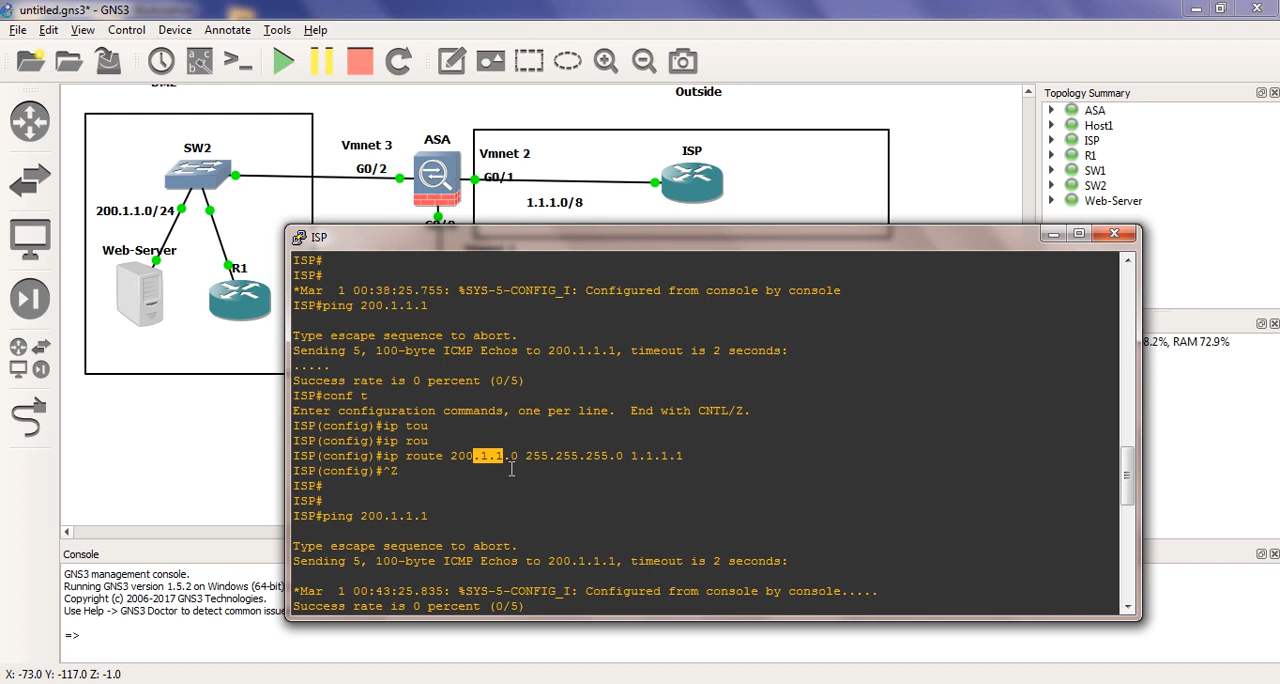 untitled.gns3* - GNS3
File Edit View Control Device Annotate Tools Help
Outside
SW2
Vmnet 3
G0/2
ASA
Vmnet 2
G0/1
ISP
1.1.1.0/8
200.1.1.0/24
Web-Server
R1
Topology Summary
ASA
Host1
ISP
R1
SW1
SW2
Web-Server
8.2%, RAM 72.9%
ISP
ISP#
ISP#
*Mar  1 00:38:25.755: %SYS-5-CONFIG_I: Configured from console by console
ISP#ping 200.1.1.1
Type escape sequence to abort.
Sending 5, 100-byte ICMP Echos to 200.1.1.1, timeout is 2 seconds:
.....
Success rate is 0 percent (0/5)
ISP#conf t
Enter configuration commands, one per line.  End with CNTL/Z.
ISP(config)#ip tou
ISP(config)#ip rou
ISP(config)#ip route 200.1.1.0 255.255.255.0 1.1.1.1
ISP(config)#^Z
ISP#
ISP#
ISP#ping 200.1.1.1
Type escape sequence to abort.
Sending 5, 100-byte ICMP Echos to 200.1.1.1, timeout is 2 seconds:
*Mar  1 00:43:25.835: %SYS-5-CONFIG_I: Configured from console by console.....
Success rate is 0 percent (0/5)
Console
GNS3 management console.
Running GNS3 version 1.5.2 on Windows (64-bit)
Copyright (c) 2006-2017 GNS3 Technologies.
Use Help -> GNS3 Doctor to detect common issue
=>
X: -73.0 Y: -117.0 Z: -1.0